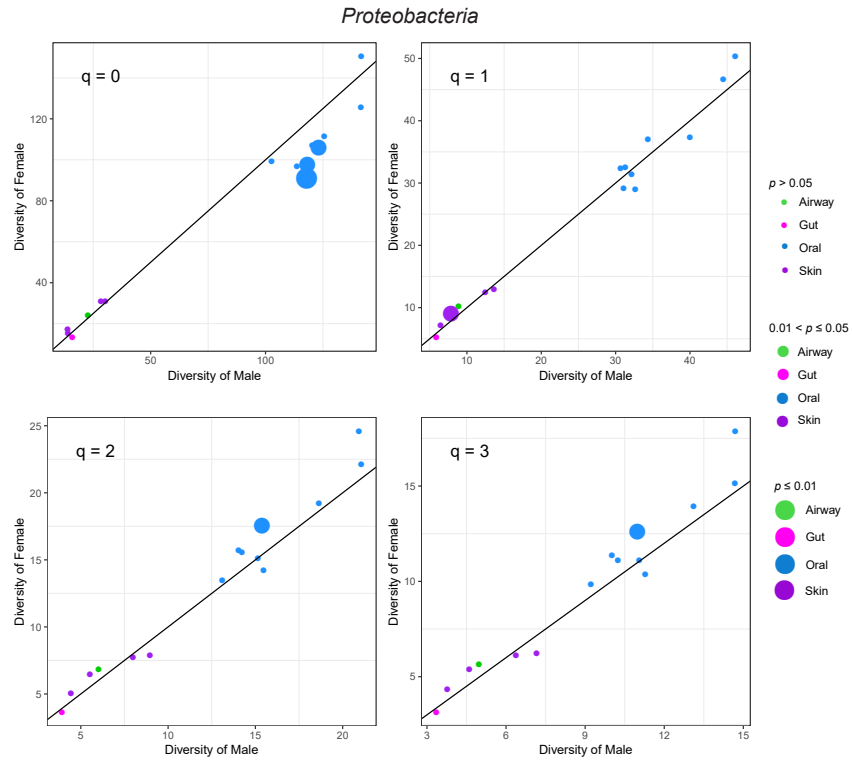 Proteobacteria
q = 0
120
80
40
50
100
Diversity of Female
Diversity of Male
q = 1
50
40
30
20
10
10
20
30
40
Diversity of Female
Diversity of Male
q = 2
25
20
15
10
5
5
10
15
20
Diversity of Female
Diversity of Male
q = 3
15
10
5
3
6
9
12
15
Diversity of Female
Diversity of Male
p > 0.05
Airway
Gut
Oral
Skin
0.01 < p ≤ 0.05
Airway
Gut
Oral
Skin
p ≤ 0.01
Airway
Gut
Oral
Skin